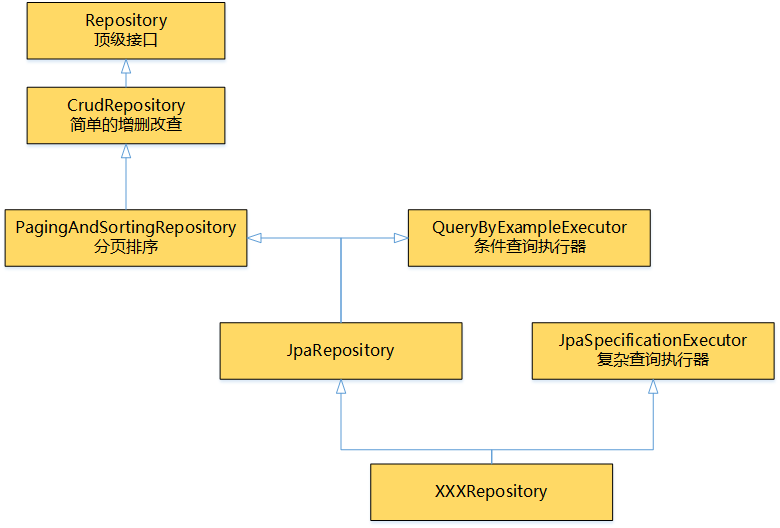 Repository
顶级接口
CrudRepository
简单的增删改查
PagingAndSortingRepository
分页排序
QueryByExampleExecutor
条件查询执行器
JpaRepository
JpaSpecificationExecutor
复杂查询执行器
XXXRepository